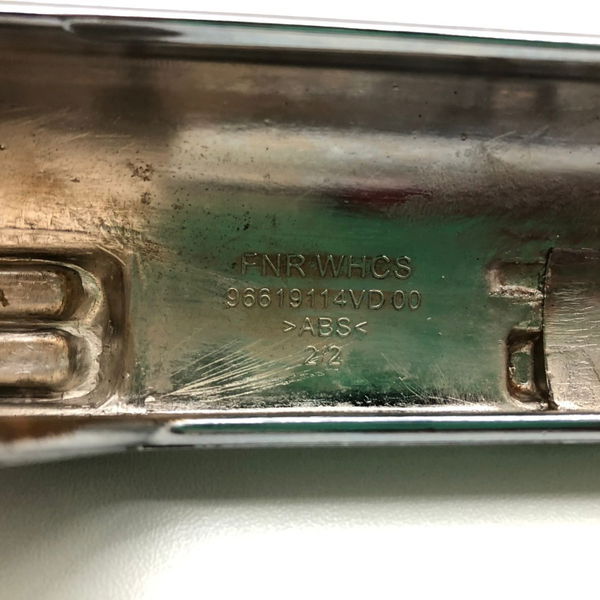 FNR WHCS
96619114VD 00
>ABS<
2/2